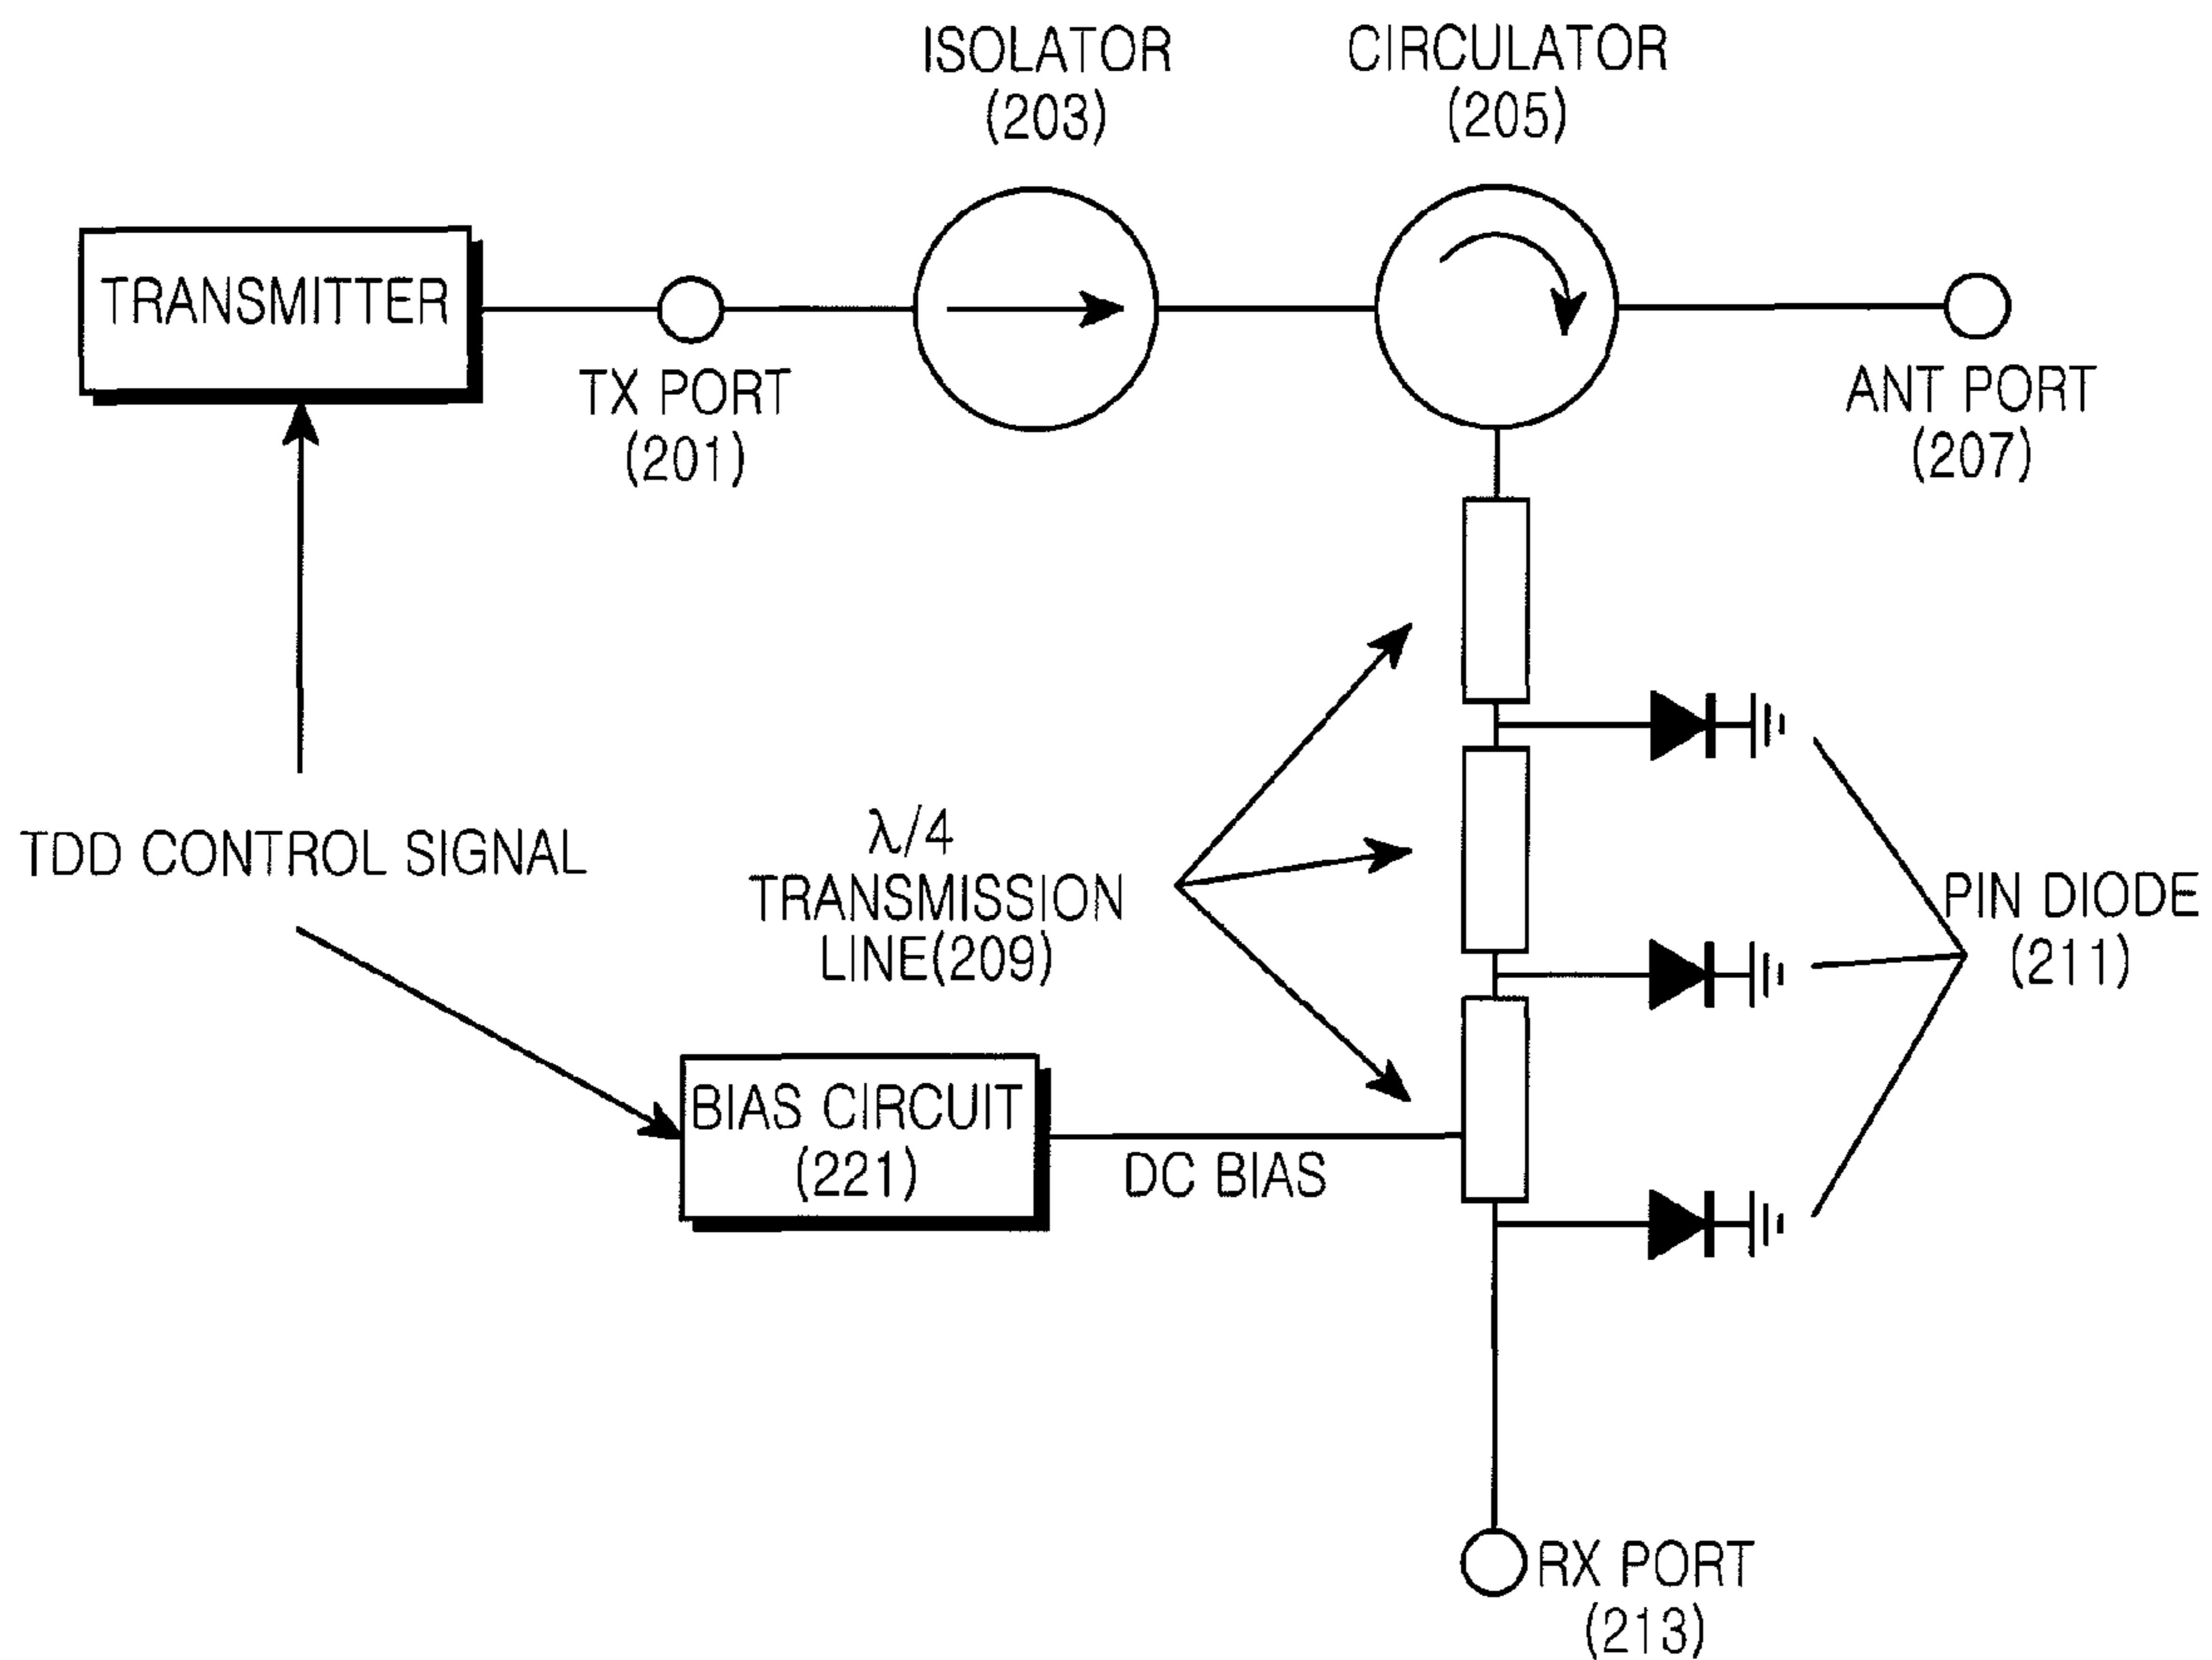 ISOLATOR
(203)
CIRCULATOR
(205)
TRANSMITTER
TX PORT
(201)
ANT PORT
(207)
TDD CONTROL SIGNAL
λ/4
TRANSMISSION
LINE(209)
PIN DIODE
(211)
BIAS CIRCUIT
(221)
DC BIAS
RX PORT
(213)